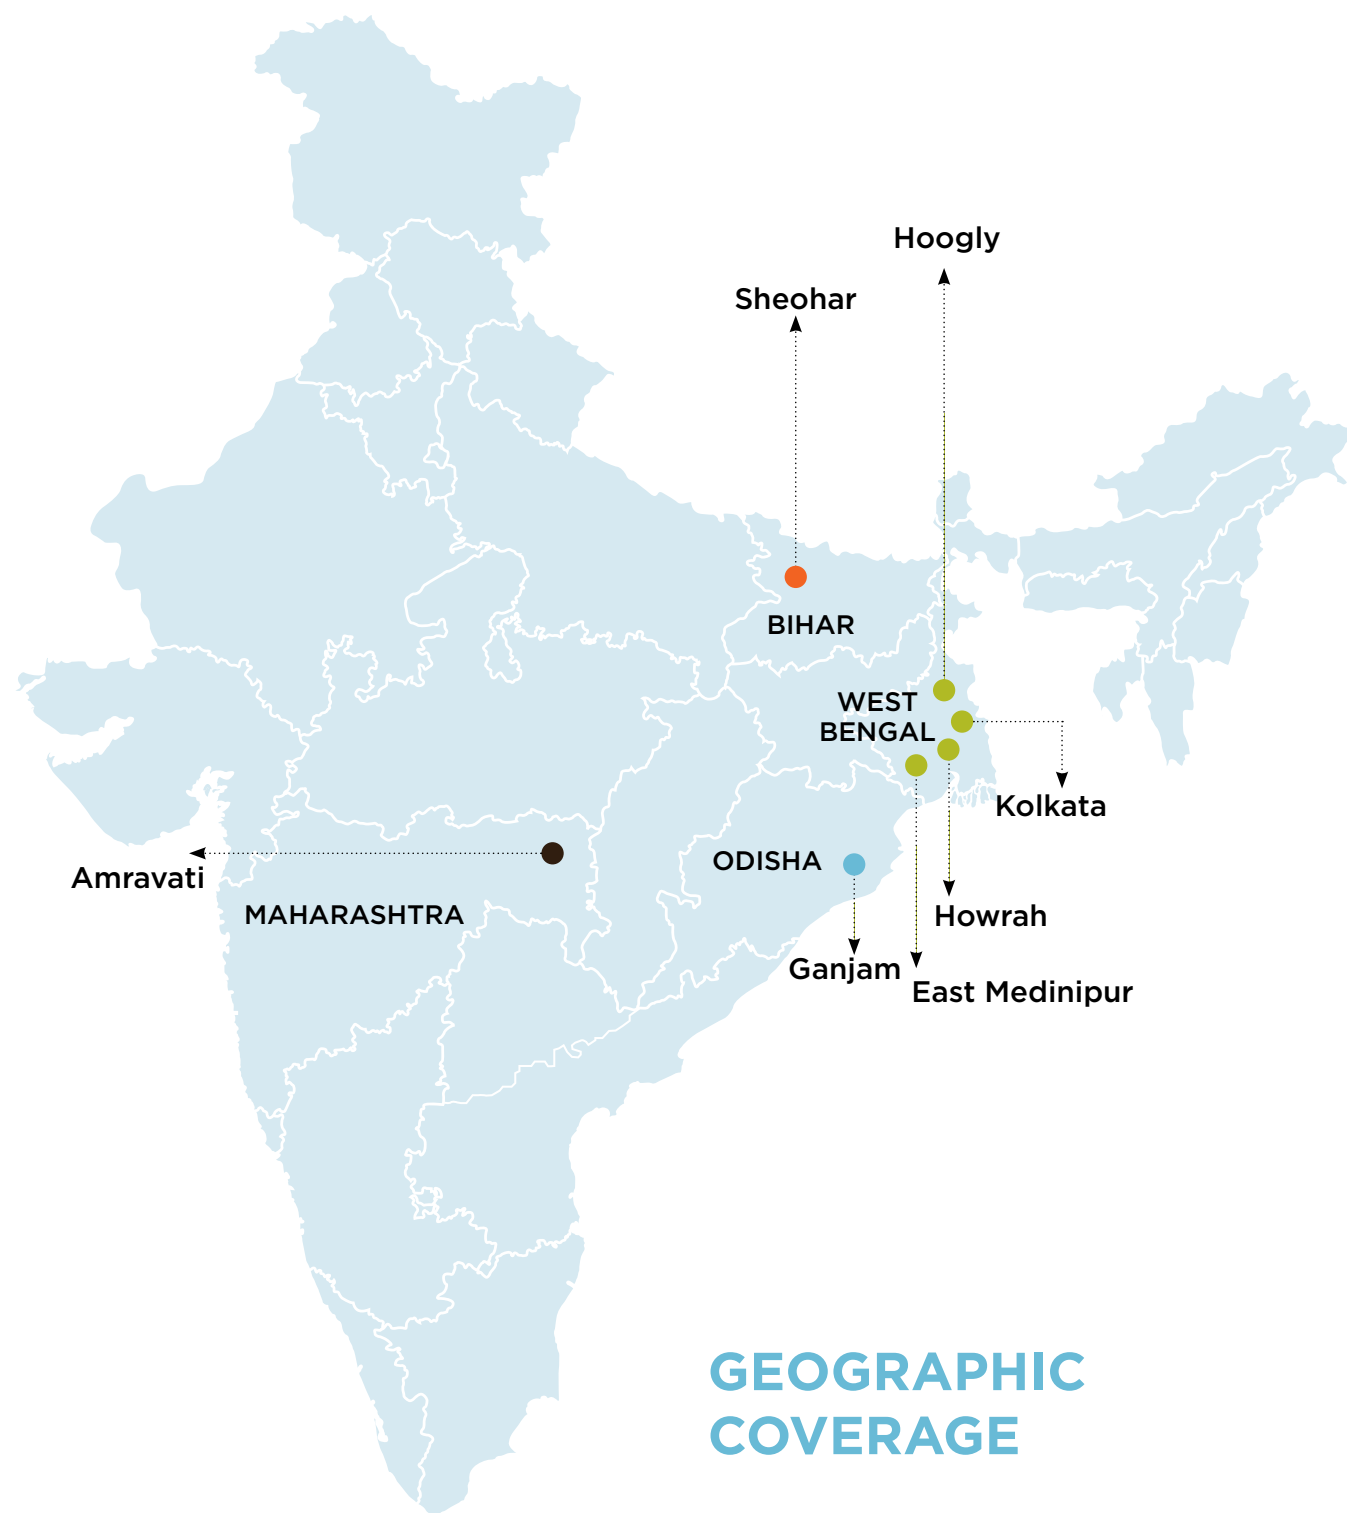 Hoogly
Sheohar
BIHAR
WEST
BENGAL
Kolkata
Amravati
ODISHA
MAHARASHTRA
Howrah
Ganjam
East Medinipur
GEOGRAPHIC
COVERAGE